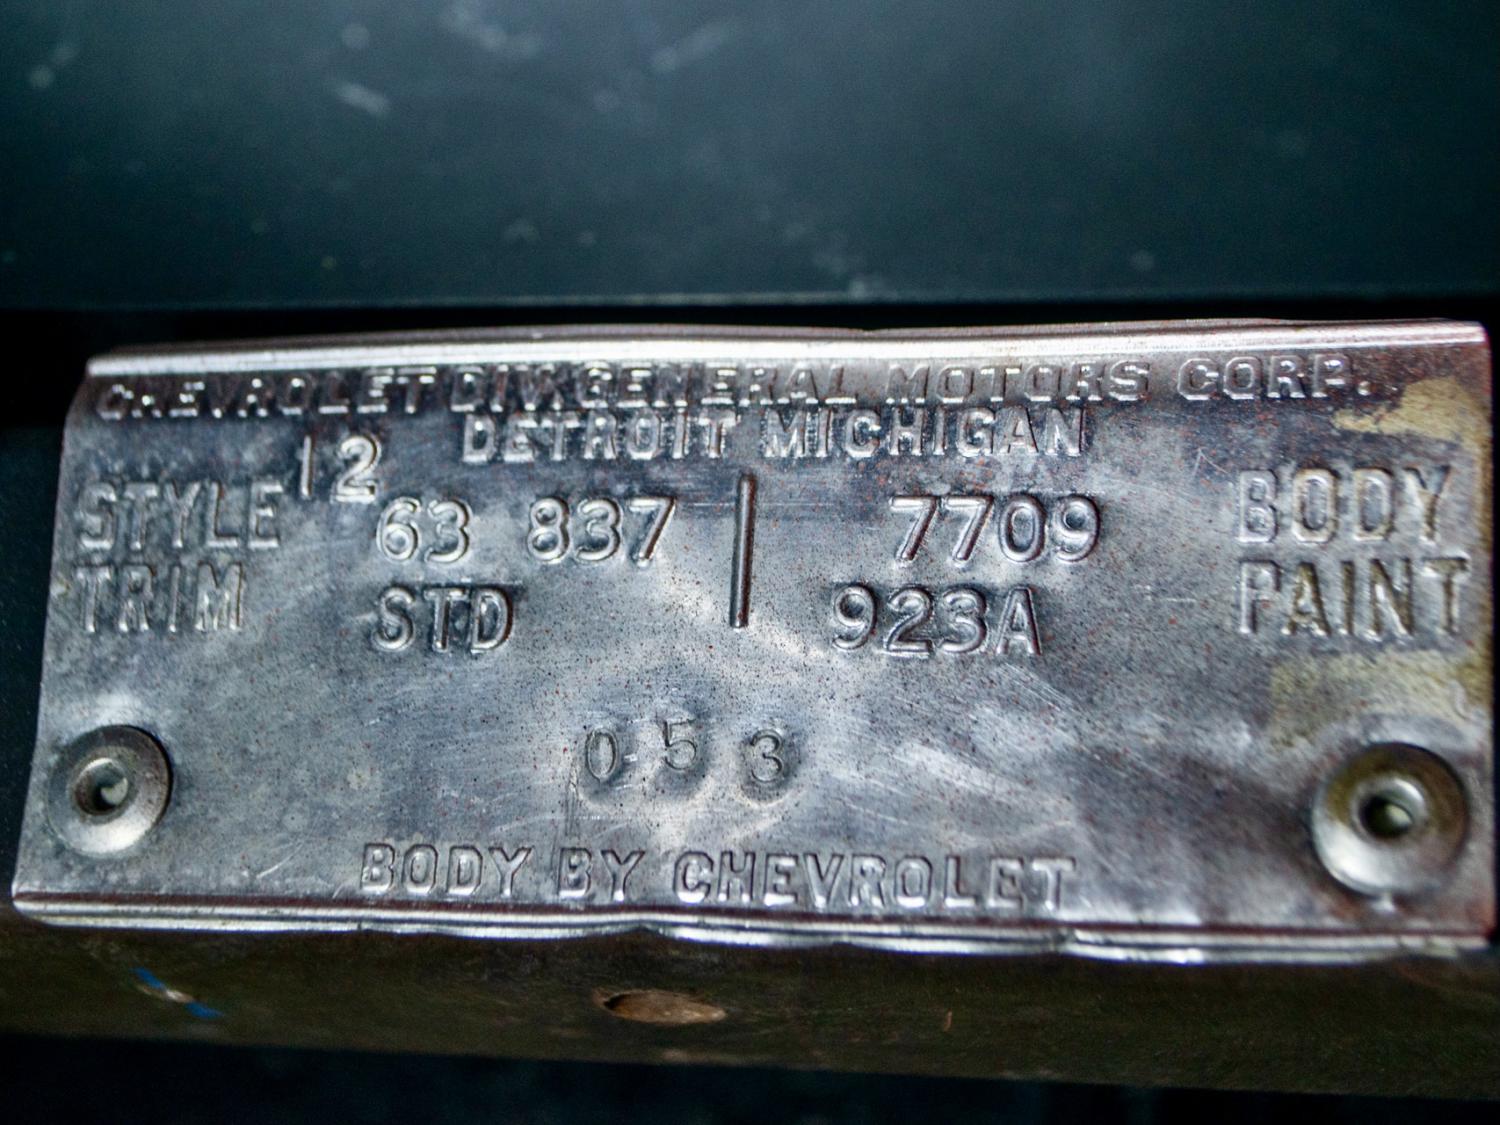 CHEVROLET DIV. GENERAL MOTORS CORP.
DETROIT MICHIGAN
12
STYLE 63 837 | 7709 BODY
TRIM STD 923A PAINT
0-5 3
BODY BY CHEVROLET